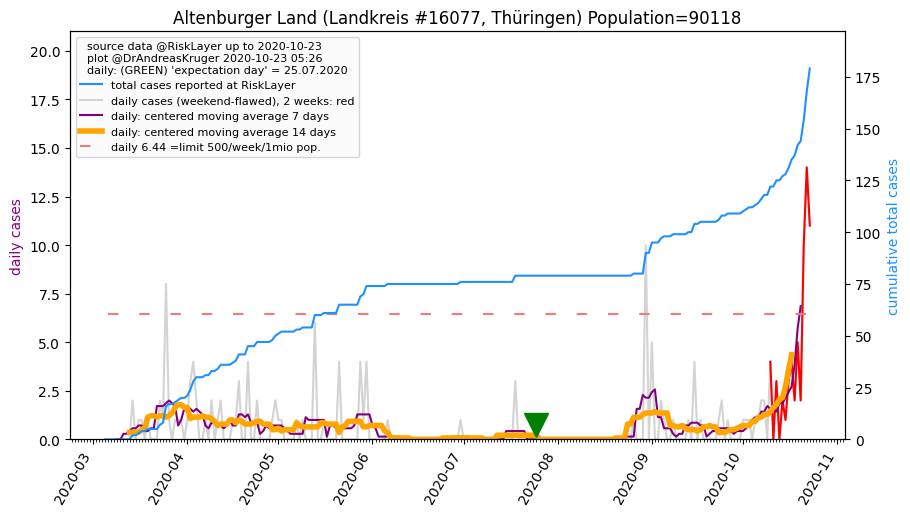 Altenburger Land (Landkreis #16077, Thüringen) Population=90118
source data @RiskLayer up to 2020-10-23
plot @DrAndreasKruger 2020-10-23 05:26
daily: (GREEN) 'expectation day' = 25.07.2020
total cases reported at RiskLayer
daily cases (weekend-flawed), 2 weeks: red
daily: centered moving average 7 days
daily: centered moving average 14 days
daily 6.44 =limit 500/week/1mio pop.
daily cases
20.0
17.5
15.0
12.5
10.0
7.5
5.0
2.5
0.0
cumulative total cases
175
150
125
100
75
50
25
0
2020-03
2020-04
2020-05
2020-06
2020-07
2020-08
2020-09
2020-10
2020-11